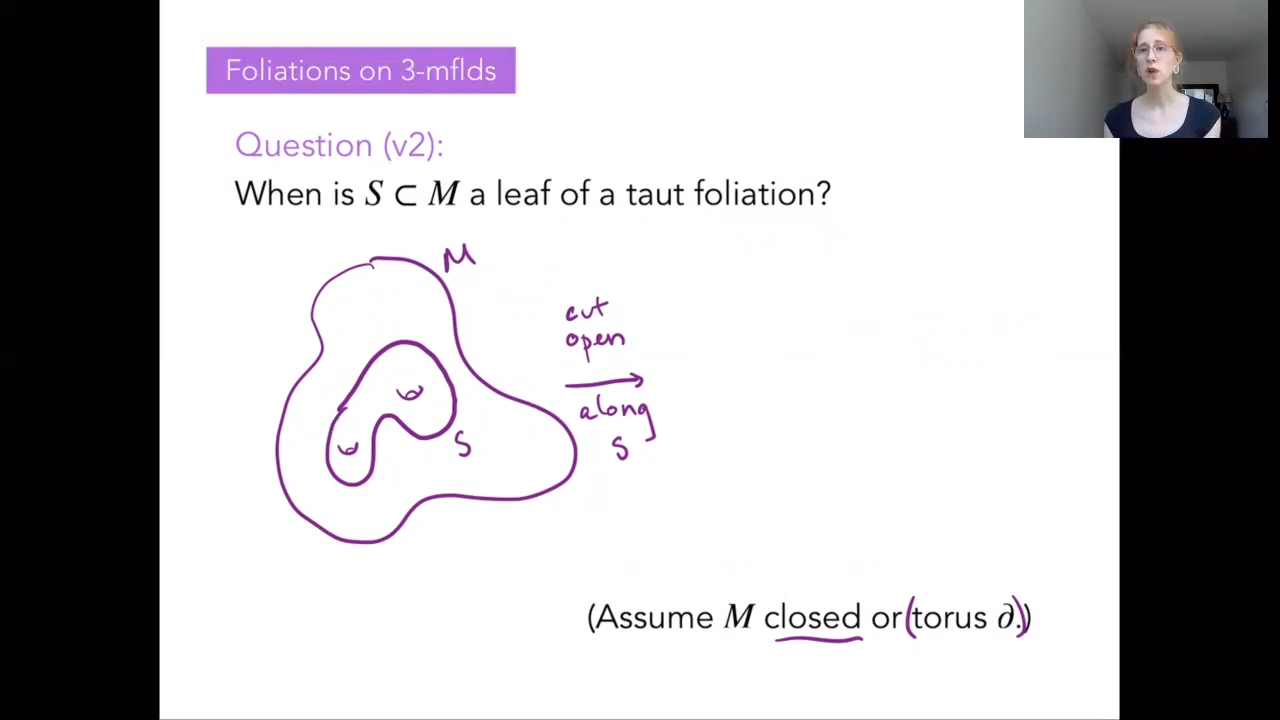 Foliations on 3-mflds
Question (v2):
When is S ⊂ M a leaf of a taut foliation?
M
S
cut
open
along
S
(Assume M closed or (torus ∂.))